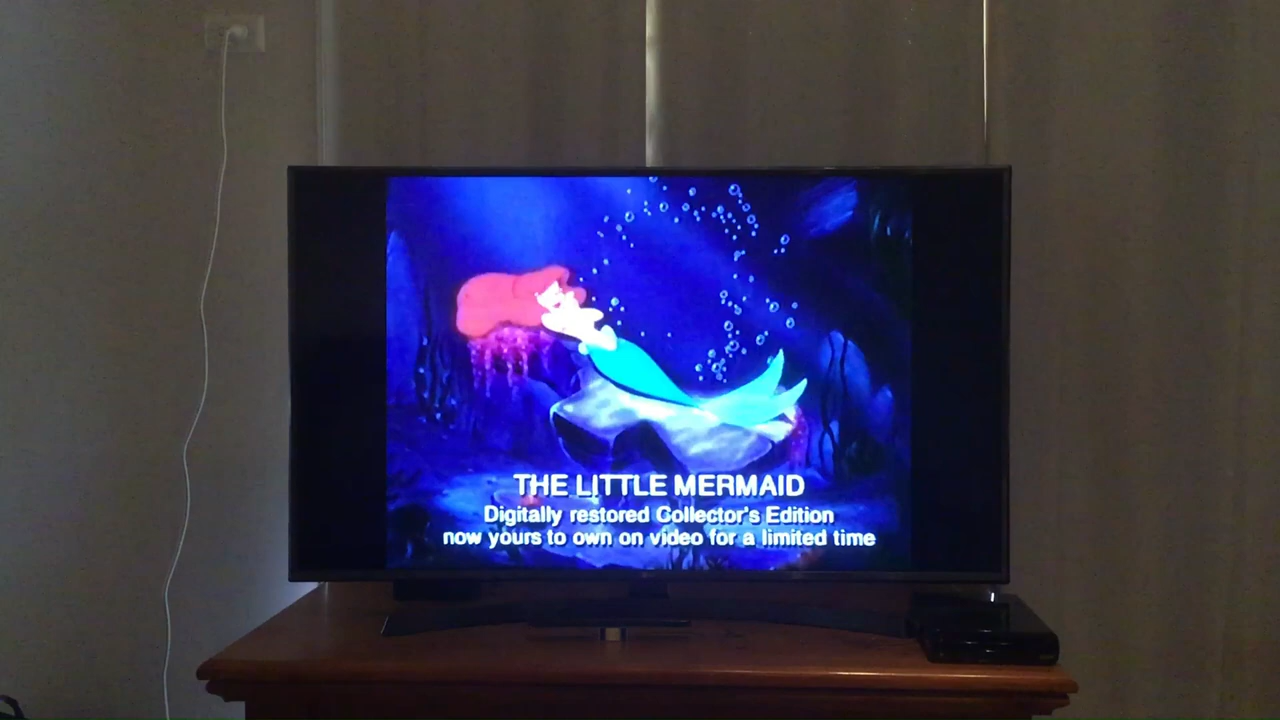 THE LITTLE MERMAID
Digitally restored Collector's Edition
now yours to own on video for a limited time